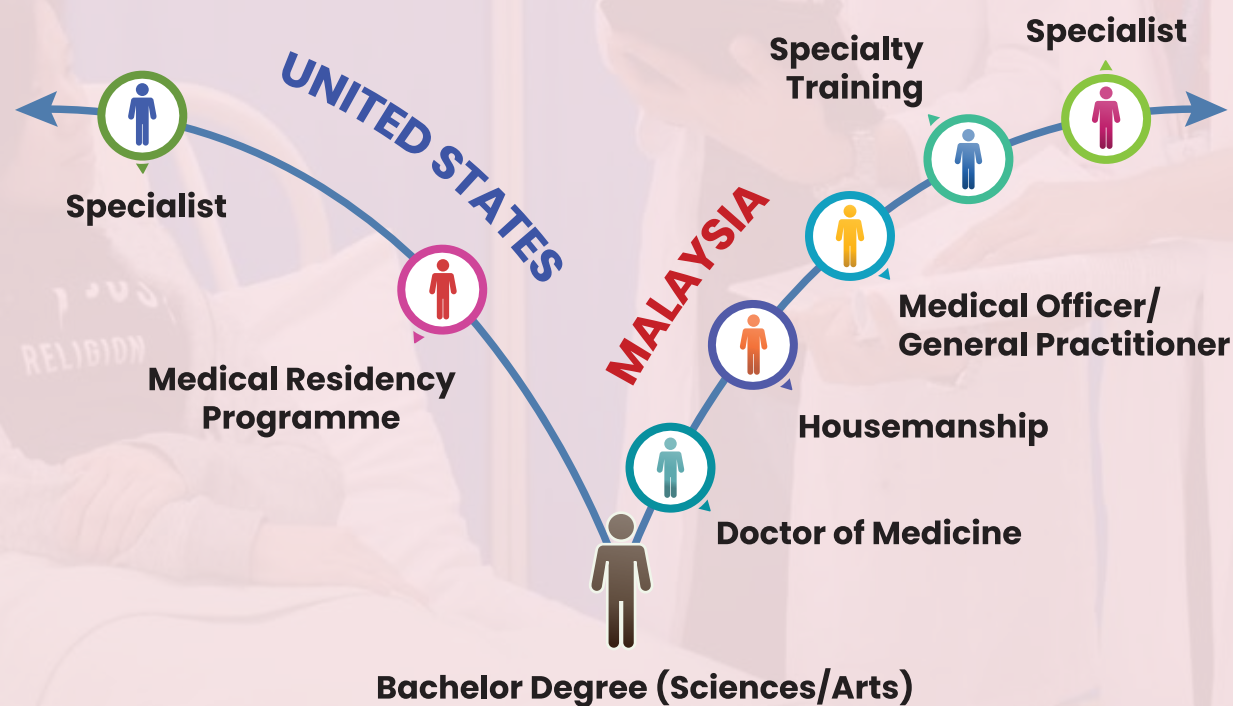 UNITED STATES
Specialist
Medical Residency
Programme
MALAYSIA
Specialist
Specialty
Training
Medical Officer/
General Practitioner
Housemanship
Doctor of Medicine
Bachelor Degree (Sciences/Arts)
RELIGION